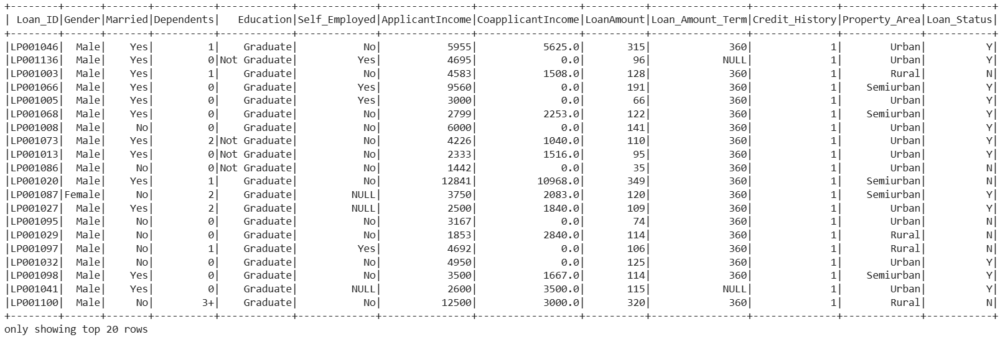 +--------+------+-------+----------+------------+-------------+---------------+-----------------+----------+----------------+--------------+-------------+-----------+
| Loan_ID|Gender|Married|Dependents|   Education|Self_Employed|ApplicantIncome|CoapplicantIncome|LoanAmount|Loan_Amount_Term|Credit_History|Property_Area|Loan_Status|
+--------+------+-------+----------+------------+-------------+---------------+-----------------+----------+----------------+--------------+-------------+-----------+
|LP001046|  Male|    Yes|         1|    Graduate|           No|           5955|           5625.0|       315|             360|             1|        Urban|          Y|
|LP001136|  Male|    Yes|         0|Not Graduate|          Yes|           4695|              0.0|        96|            NULL|             1|        Urban|          Y|
|LP001003|  Male|    Yes|         1|    Graduate|           No|           4583|           1508.0|       128|             360|             1|        Rural|          N|
|LP001066|  Male|    Yes|         0|    Graduate|          Yes|           9560|              0.0|       191|             360|             1|    Semiurban|          Y|
|LP001005|  Male|    Yes|         0|    Graduate|          Yes|           3000|              0.0|        66|             360|             1|        Urban|          Y|
|LP001068|  Male|    Yes|         0|    Graduate|           No|           2799|           2253.0|       122|             360|             1|    Semiurban|          Y|
|LP001008|  Male|     No|         0|    Graduate|           No|           6000|              0.0|       141|             360|             1|        Urban|          Y|
|LP001073|  Male|    Yes|         2|Not Graduate|           No|           4226|           1040.0|       110|             360|             1|        Urban|          Y|
|LP001013|  Male|    Yes|         0|Not Graduate|           No|           2333|           1516.0|        95|             360|             1|        Urban|          Y|
|LP001086|  Male|     No|         0|Not Graduate|           No|           1442|              0.0|        35|             360|             1|        Urban|          N|
|LP001020|  Male|    Yes|         1|    Graduate|           No|          12841|          10968.0|       349|             360|             1|    Semiurban|          N|
|LP001087|Female|     No|         2|    Graduate|         NULL|           3750|           2083.0|       120|             360|             1|    Semiurban|          Y|
|LP001027|  Male|    Yes|         2|    Graduate|         NULL|           2500|           1840.0|       109|             360|             1|        Urban|          Y|
|LP001095|  Male|     No|         0|    Graduate|           No|           3167|              0.0|        74|             360|             1|        Urban|          N|
|LP001029|  Male|     No|         0|    Graduate|           No|           1853|           2840.0|       114|             360|             1|        Rural|          N|
|LP001097|  Male|     No|         1|    Graduate|          Yes|           4692|              0.0|       106|             360|             1|        Rural|          N|
|LP001032|  Male|     No|         0|    Graduate|           No|           4950|              0.0|       125|             360|             1|        Urban|          Y|
|LP001098|  Male|    Yes|         0|    Graduate|           No|           3500|           1667.0|       114|             360|             1|    Semiurban|          Y|
|LP001041|  Male|    Yes|         0|    Graduate|         NULL|           2600|           3500.0|       115|            NULL|             1|        Urban|          Y|
|LP001100|  Male|     No|        3+|    Graduate|           No|          12500|           3000.0|       320|             360|             1|        Rural|          N|
+--------+------+-------+----------+------------+-------------+---------------+-----------------+----------+----------------+--------------+-------------+-----------+
only showing top 20 rows